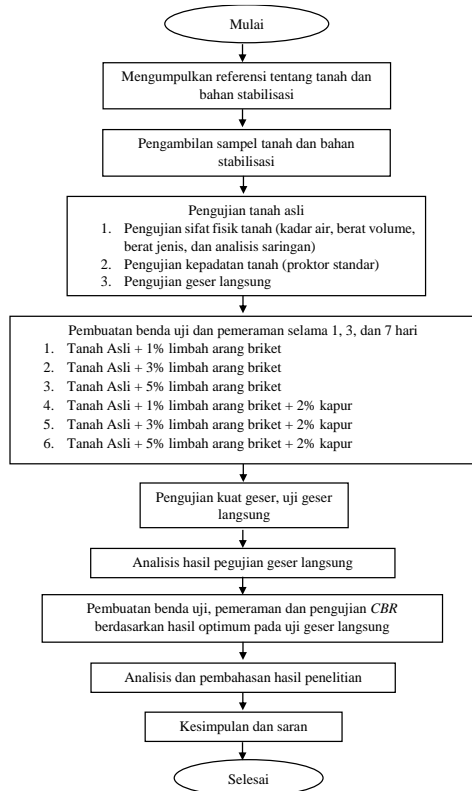 Mulai
Mengumpulkan referensi tentang tanah dan
bahan stabilisasi
Pengambilan sampel tanah dan bahan
stabilisasi
Pengujian tanah asli
1. Pengujian sifat fisik tanah (kadar air, berat volume,
berat jenis, dan analisis saringan)
2. Pengujian kepadatan tanah (proktor standar)
3. Pengujian geser langsung
Pembuatan benda uji dan pemeraman selama 1, 3, dan 7 hari
1. Tanah Asli + 1% limbah arang briket
2. Tanah Asli + 3% limbah arang briket
3. Tanah Asli + 5% limbah arang briket
4. Tanah Asli + 1% limbah arang briket + 2% kapur
5. Tanah Asli + 3% limbah arang briket + 2% kapur
6. Tanah Asli + 5% limbah arang briket + 2% kapur
Pengujian kuat geser, uji geser
langsung
Analisis hasil pegujian geser langsung
Pembuatan benda uji, pemeraman dan pengujian CBR
berdasarkan hasil optimum pada uji geser langsung
Analisis dan pembahasan hasil penelitian
Kesimpulan dan saran
Selesai